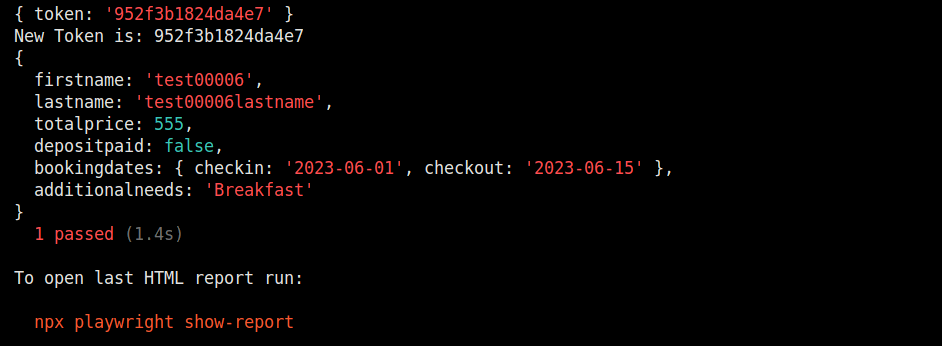 { token: '952f3b1824da4e7' }
New Token is: 952f3b1824da4e7
{
  firstname: 'test00006',
  lastname: 'test00006lastname',
  totalprice: 555,
  depositpaid: false,
  bookingdates: { checkin: '2023-06-01', checkout: '2023-06-15' },
  additionalneeds: 'Breakfast'
}
  1 passed (1.4s)

To open last HTML report run:

  npx playwright show-report